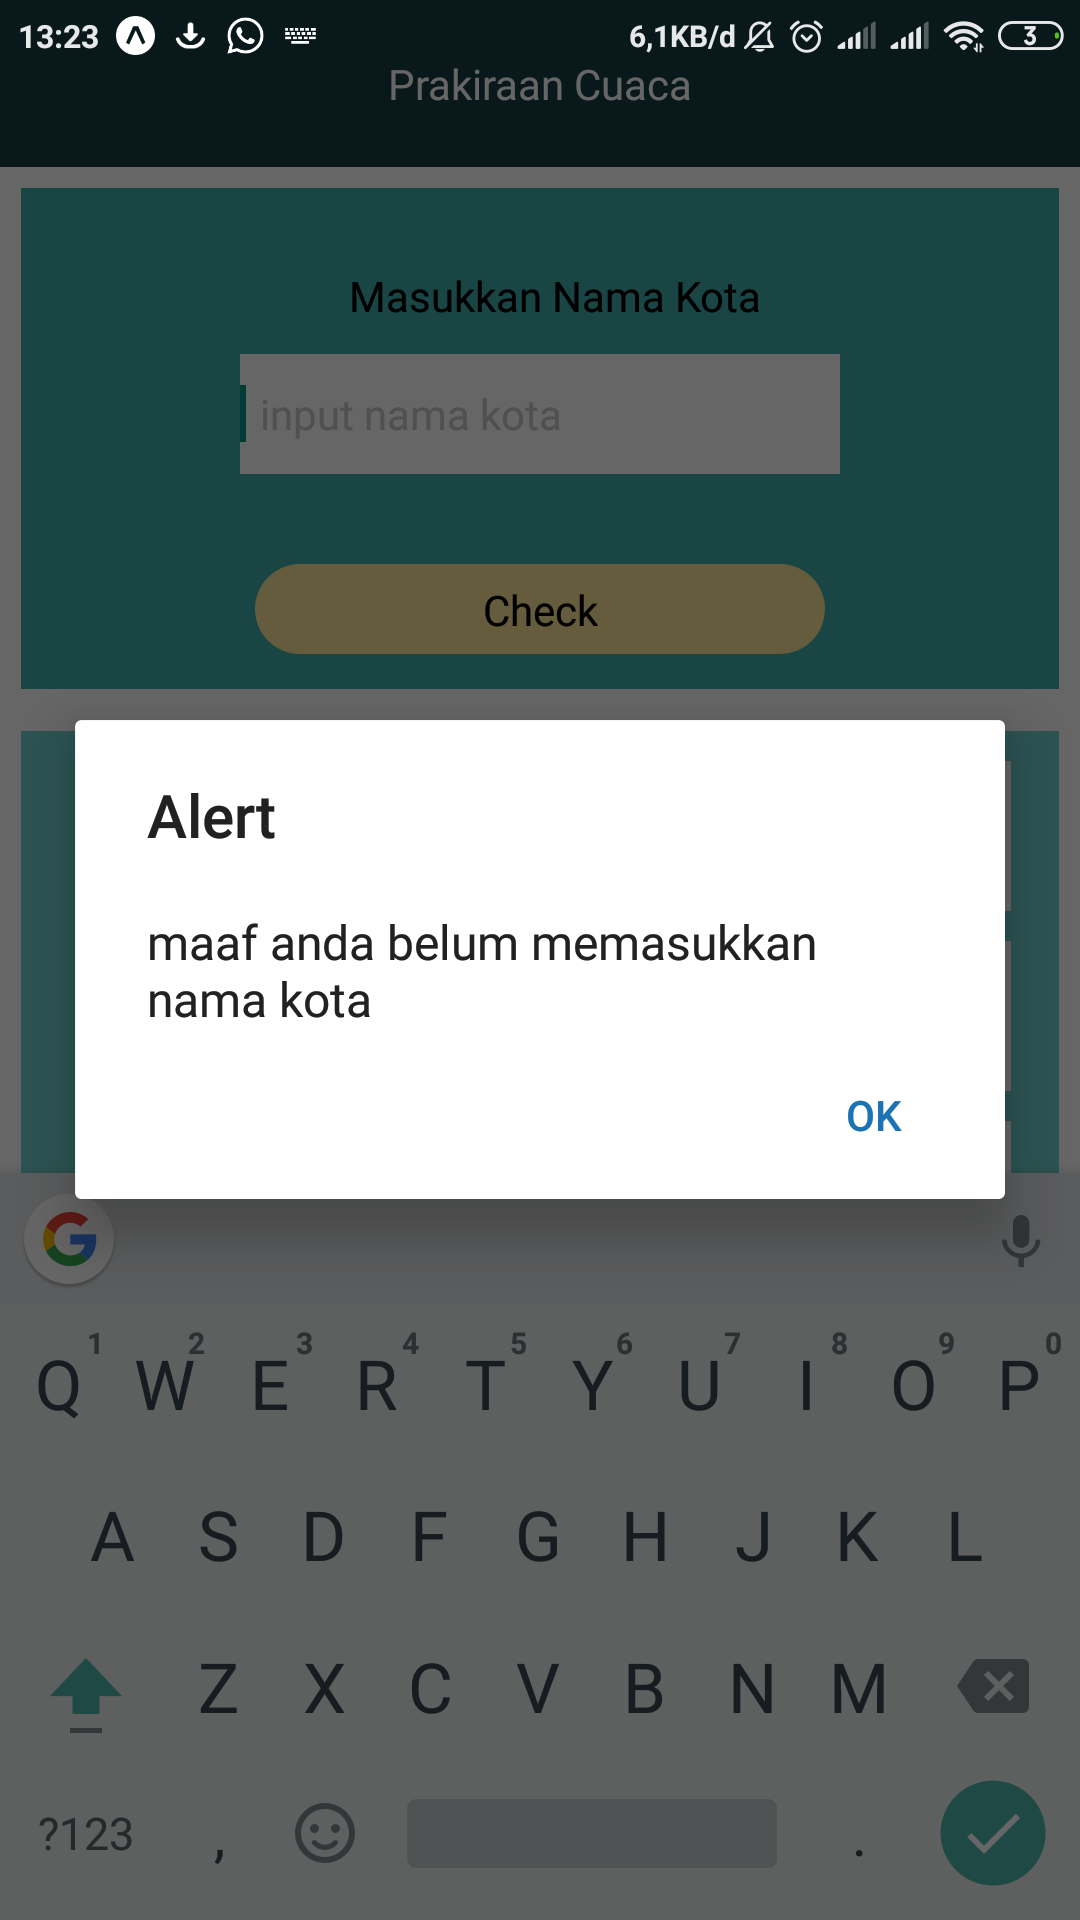 13:23 6,1KB/d 3
Prakiraan Cuaca
Masukkan Nama Kota
input nama kota
Check
Alert
maaf anda belum memasukkan
nama kota
OK
G
1 2 3 4 5 6 7 8 9 0
Q W E R T Y U I O P
A S D F G H J K L
Z X C V B N M
?123 , .